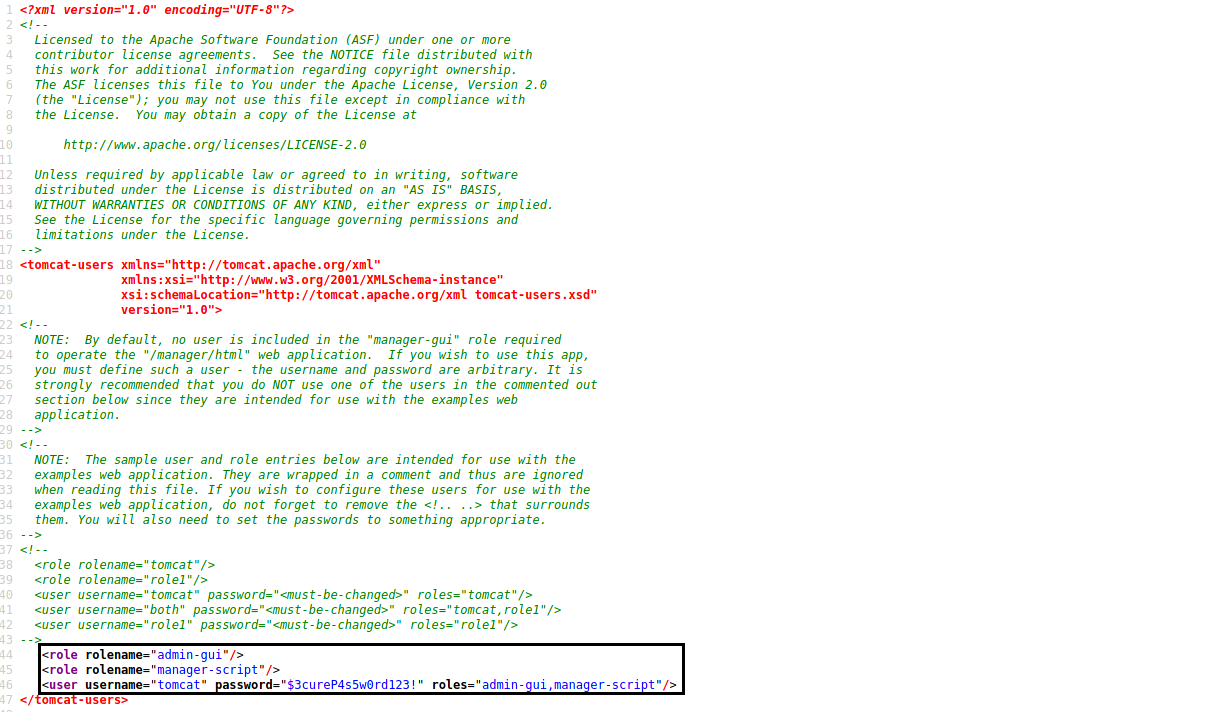 1 <?xml version="1.0" encoding="UTF-8"?>
2 <!--
3   Licensed to the Apache Software Foundation (ASF) under one or more
4   contributor license agreements.  See the NOTICE file distributed with
5   this work for additional information regarding copyright ownership.
6   The ASF licenses this file to You under the Apache License, Version 2.0
7   (the "License"); you may not use this file except in compliance with
8   the License.  You may obtain a copy of the License at
9
10       http://www.apache.org/licenses/LICENSE-2.0
11
12   Unless required by applicable law or agreed to in writing, software
13   distributed under the License is distributed on an "AS IS" BASIS,
14   WITHOUT WARRANTIES OR CONDITIONS OF ANY KIND, either express or implied.
15   See the License for the specific language governing permissions and
16   limitations under the License.
17 -->
18 <tomcat-users xmlns="http://tomcat.apache.org/xml"
19               xmlns:xsi="http://www.w3.org/2001/XMLSchema-instance"
20               xsi:schemaLocation="http://tomcat.apache.org/xml tomcat-users.xsd"
21               version="1.0">
22 <!--
23   NOTE:  By default, no user is included in the "manager-gui" role required
24   to operate the "/manager/html" web application.  If you wish to use this app,
25   you must define such a user - the username and password are arbitrary. It is
26   strongly recommended that you do NOT use one of the users in the commented out
27   section below since they are intended for use with the examples web
28   application.
29 -->
30 <!--
31   NOTE:  The sample user and role entries below are intended for use with the
32   examples web application. They are wrapped in a comment and thus are ignored
33   when reading this file. If you wish to configure these users for use with the
34   examples web application, do not forget to remove the <!.. ..> that surrounds
35   them. You will also need to set the passwords to something appropriate.
36 -->
37 <!--
38   <role rolename="tomcat"/>
39   <role rolename="role1"/>
40   <user username="tomcat" password="<must-be-changed>" roles="tomcat"/>
41   <user username="both" password="<must-be-changed>" roles="tomcat,role1"/>
42   <user username="role1" password="<must-be-changed>" roles="role1"/>
43 -->
44    <role rolename="admin-gui"/>
45    <role rolename="manager-script"/>
46    <user username="tomcat" password="$3cureP4s5w0rd123!" roles="admin-gui,manager-script"/>
47 </tomcat-users>